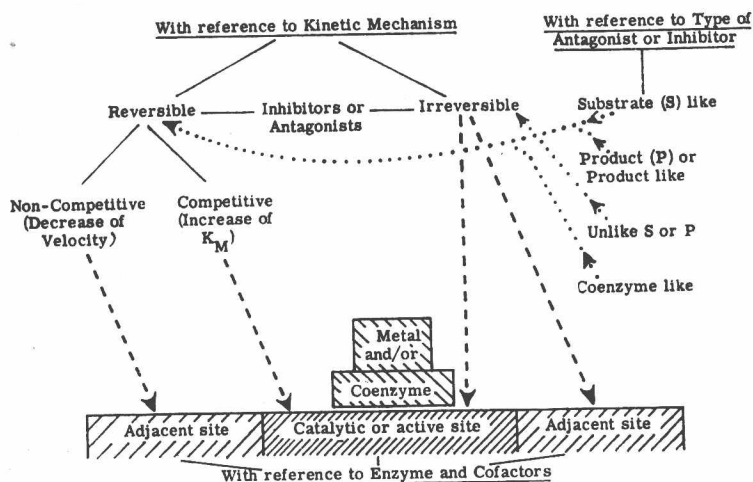 With reference to Kinetic Mechanism
With reference to Type of
Antagonist or Inhibitor
Reversible
Inhibitors or
Antagonists
Irreversible
Substrate (S) like
Product (P) or
Product like
Unlike S or P
Coenzyme like
Non-Competitive
(Decrease of
Velocity)
Competitive
(Increase of
KM)
Metal
and/or
Coenzyme
Adjacent site
Catalytic or active site
Adjacent site
With reference to Enzyme and Cofactors